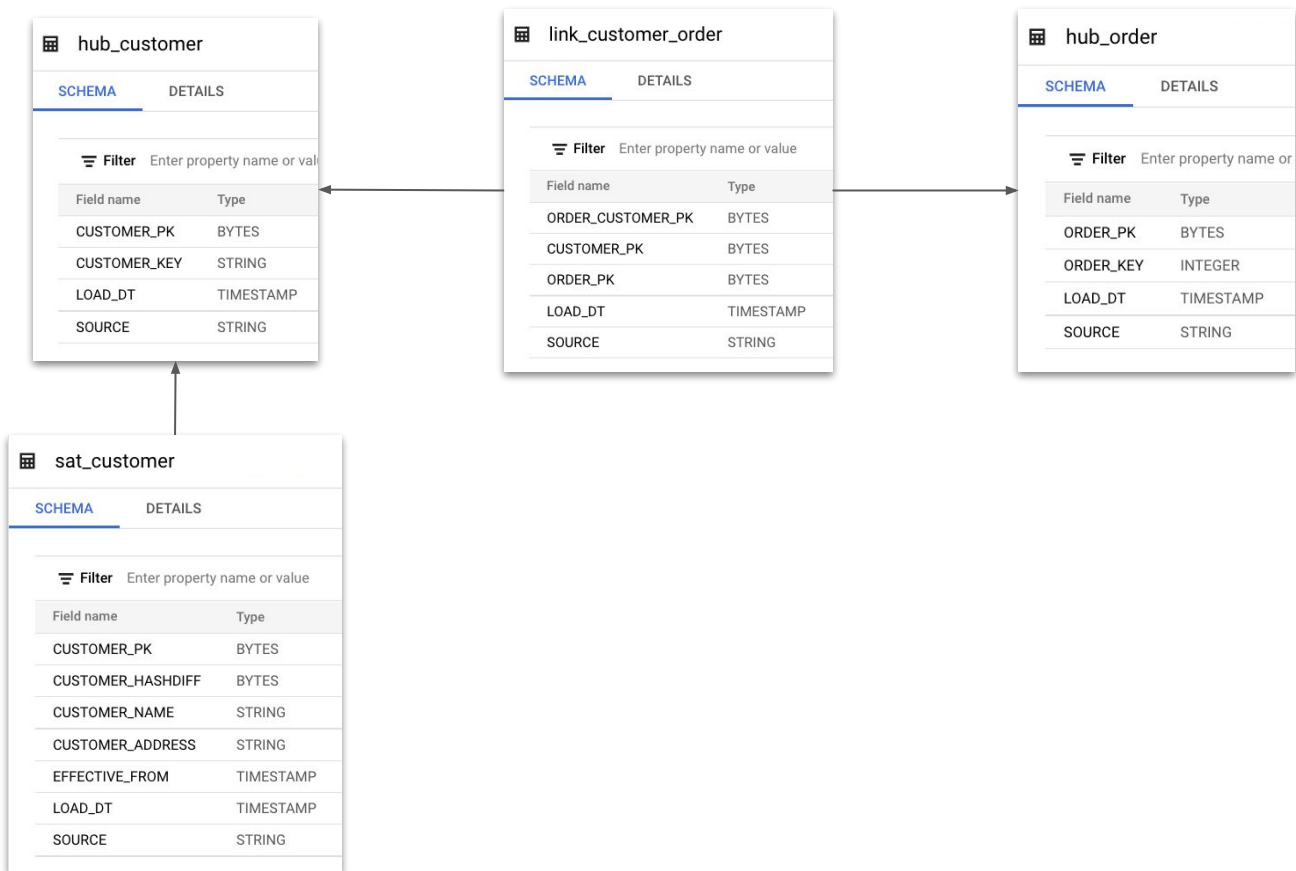 hub_customer
SCHEMA DETAILS
Filter Enter property name or val
Field name Type
CUSTOMER_PK BYTES
CUSTOMER_KEY STRING
LOAD_DT TIMESTAMP
SOURCE STRING
link_customer_order
SCHEMA DETAILS
Filter Enter property name or value
Field name Type
ORDER_CUSTOMER_PK BYTES
CUSTOMER_PK BYTES
ORDER_PK BYTES
LOAD_DT TIMESTAMP
SOURCE STRING
hub_order
SCHEMA DETAILS
Filter Enter property name or
Field name Type
ORDER_PK BYTES
ORDER_KEY INTEGER
LOAD_DT TIMESTAMP
SOURCE STRING
sat_customer
SCHEMA DETAILS
Filter Enter property name or value
Field name Type
CUSTOMER_PK BYTES
CUSTOMER_HASHDIFF BYTES
CUSTOMER_NAME STRING
CUSTOMER_ADDRESS STRING
EFFECTIVE_FROM TIMESTAMP
LOAD_DT TIMESTAMP
SOURCE STRING